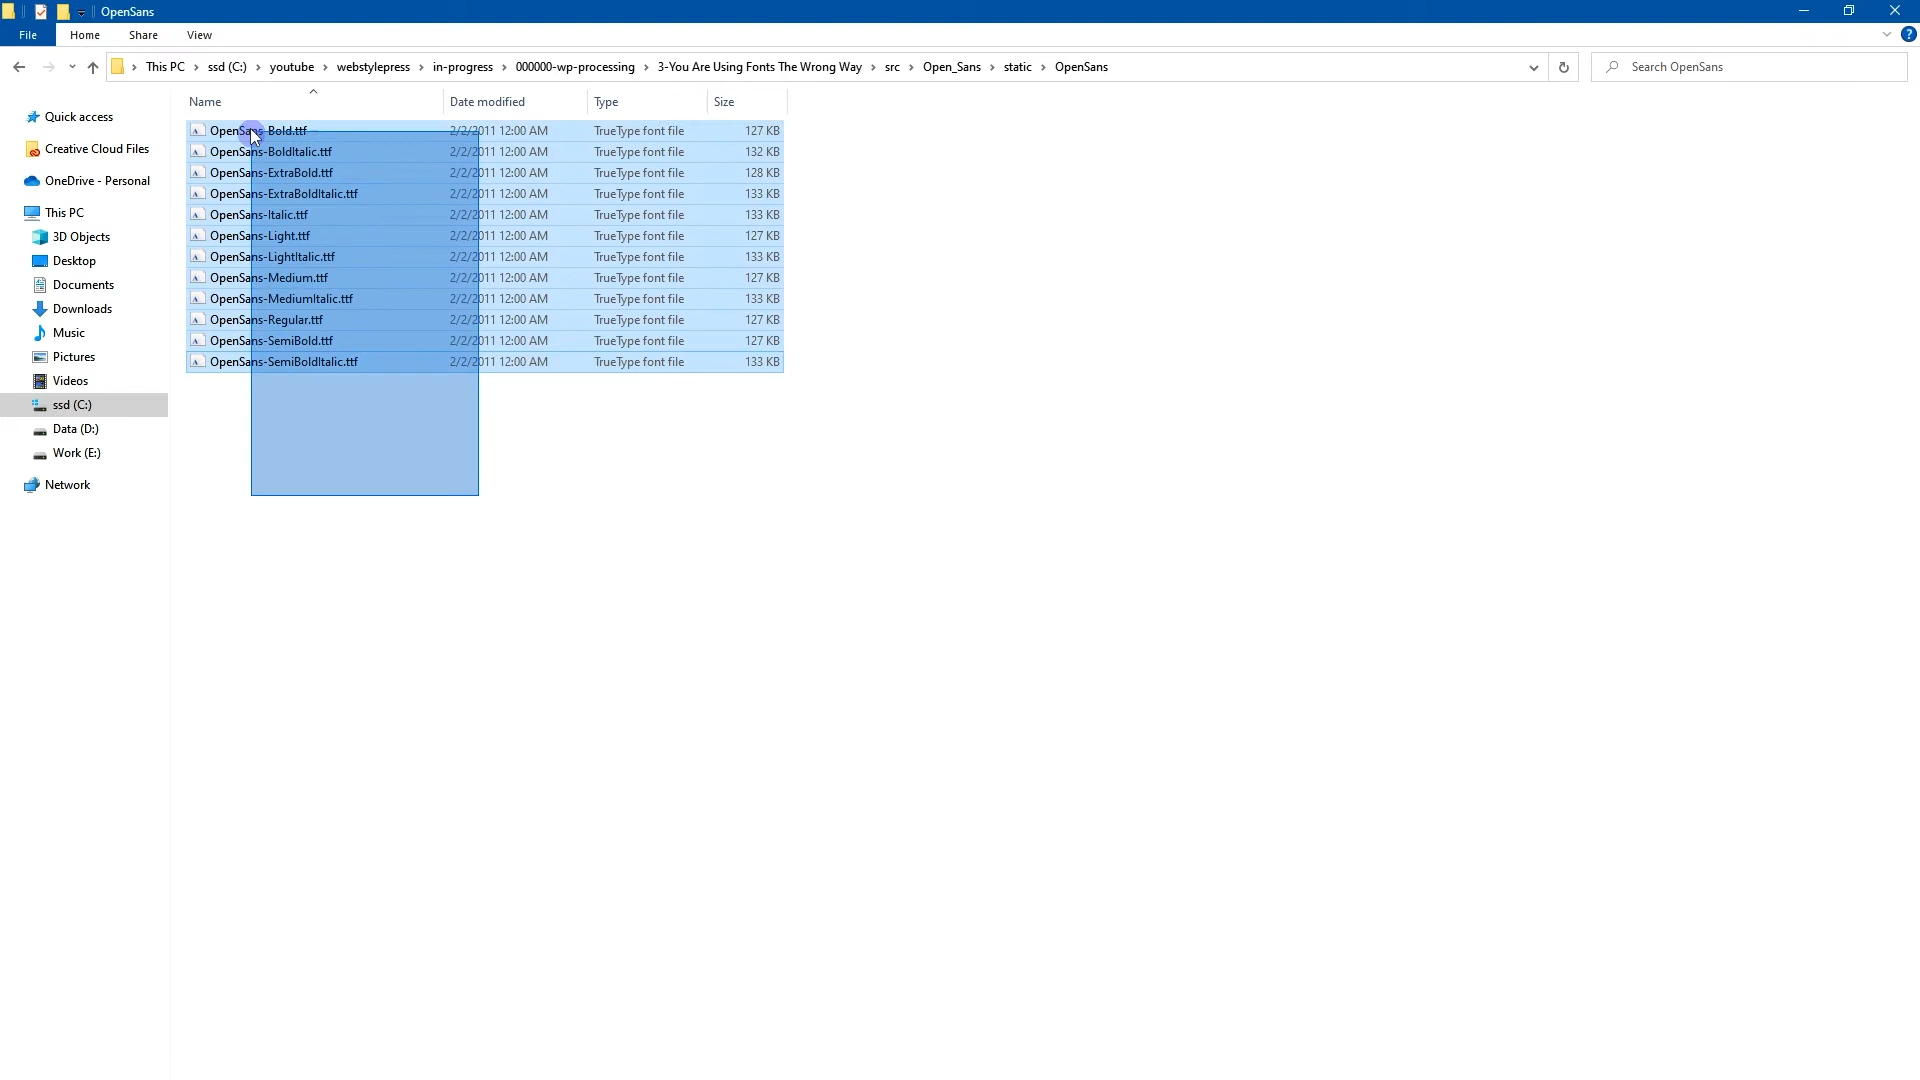 OpenSans
File Home Share View
This PC › ssd (C:) › youtube › webstylepress › in-progress › 000000-wp-processing › 3-You Are Using Fonts The Wrong Way › src › Open_Sans › static › OpenSans
Search OpenSans
Name Date modified Type Size
OpenSans-Bold.ttf 2/2/2011 12:00 AM TrueType font file 127 KB
OpenSans-BoldItalic.ttf 2/2/2011 12:00 AM TrueType font file 132 KB
OpenSans-ExtraBold.ttf 2/2/2011 12:00 AM TrueType font file 128 KB
OpenSans-ExtraBoldItalic.ttf 2/2/2011 12:00 AM TrueType font file 133 KB
OpenSans-Italic.ttf 2/2/2011 12:00 AM TrueType font file 133 KB
OpenSans-Light.ttf 2/2/2011 12:00 AM TrueType font file 127 KB
OpenSans-LightItalic.ttf 2/2/2011 12:00 AM TrueType font file 133 KB
OpenSans-Medium.ttf 2/2/2011 12:00 AM TrueType font file 127 KB
OpenSans-MediumItalic.ttf 2/2/2011 12:00 AM TrueType font file 133 KB
OpenSans-Regular.ttf 2/2/2011 12:00 AM TrueType font file 127 KB
OpenSans-SemiBold.ttf 2/2/2011 12:00 AM TrueType font file 127 KB
OpenSans-SemiBoldItalic.ttf 2/2/2011 12:00 AM TrueType font file 133 KB
Quick access
Creative Cloud Files
OneDrive - Personal
This PC
3D Objects
Desktop
Documents
Downloads
Music
Pictures
Videos
ssd (C:)
Data (D:)
Work (E:)
Network